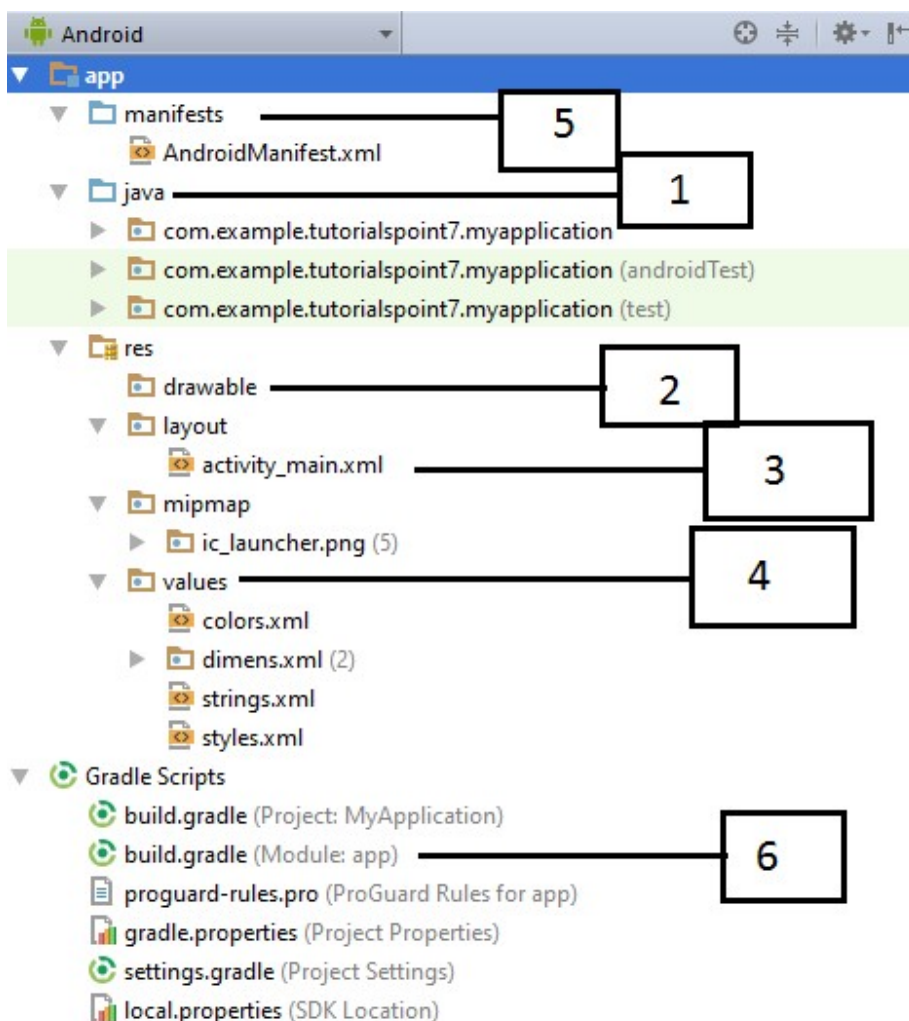 Android
app
manifests 5
AndroidManifest.xml
java 1
com.example.tutorialspoint7.myapplication
com.example.tutorialspoint7.myapplication (androidTest)
com.example.tutorialspoint7.myapplication (test)
res
drawable 2
layout
activity_main.xml 3
mipmap
ic_launcher.png (5)
values 4
colors.xml
dimens.xml (2)
strings.xml
styles.xml
Gradle Scripts
build.gradle (Project: MyApplication)
build.gradle (Module: app) 6
proguard-rules.pro (ProGuard Rules for app)
gradle.properties (Project Properties)
settings.gradle (Project Settings)
local.properties (SDK Location)